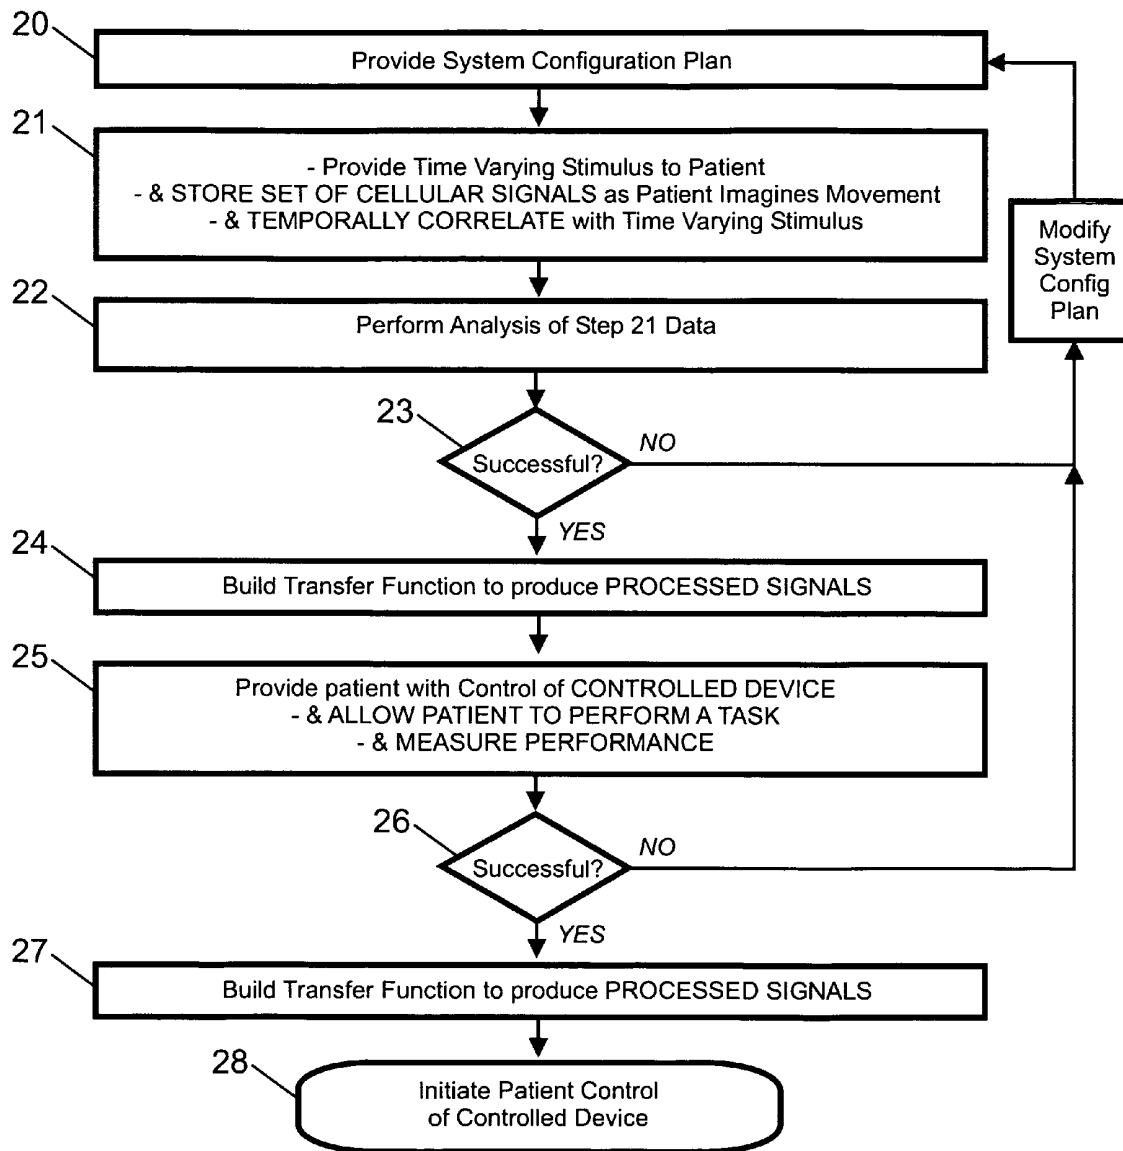 20
Provide System Configuration Plan
21
- Provide Time Varying Stimulus to Patient
- & STORE SET OF CELLULAR SIGNALS as Patient Imagines Movement
- & TEMPORALLY CORRELATE with Time Varying Stimulus
Modify
System
Config
Plan
22
Perform Analysis of Step 21 Data
23
Successful?
NO
YES
24
Build Transfer Function to produce PROCESSED SIGNALS
25
Provide patient with Control of CONTROLLED DEVICE
- & ALLOW PATIENT TO PERFORM A TASK
- & MEASURE PERFORMANCE
26
Successful?
NO
YES
27
Build Transfer Function to produce PROCESSED SIGNALS
28
Initiate Patient Control
of Controlled Device